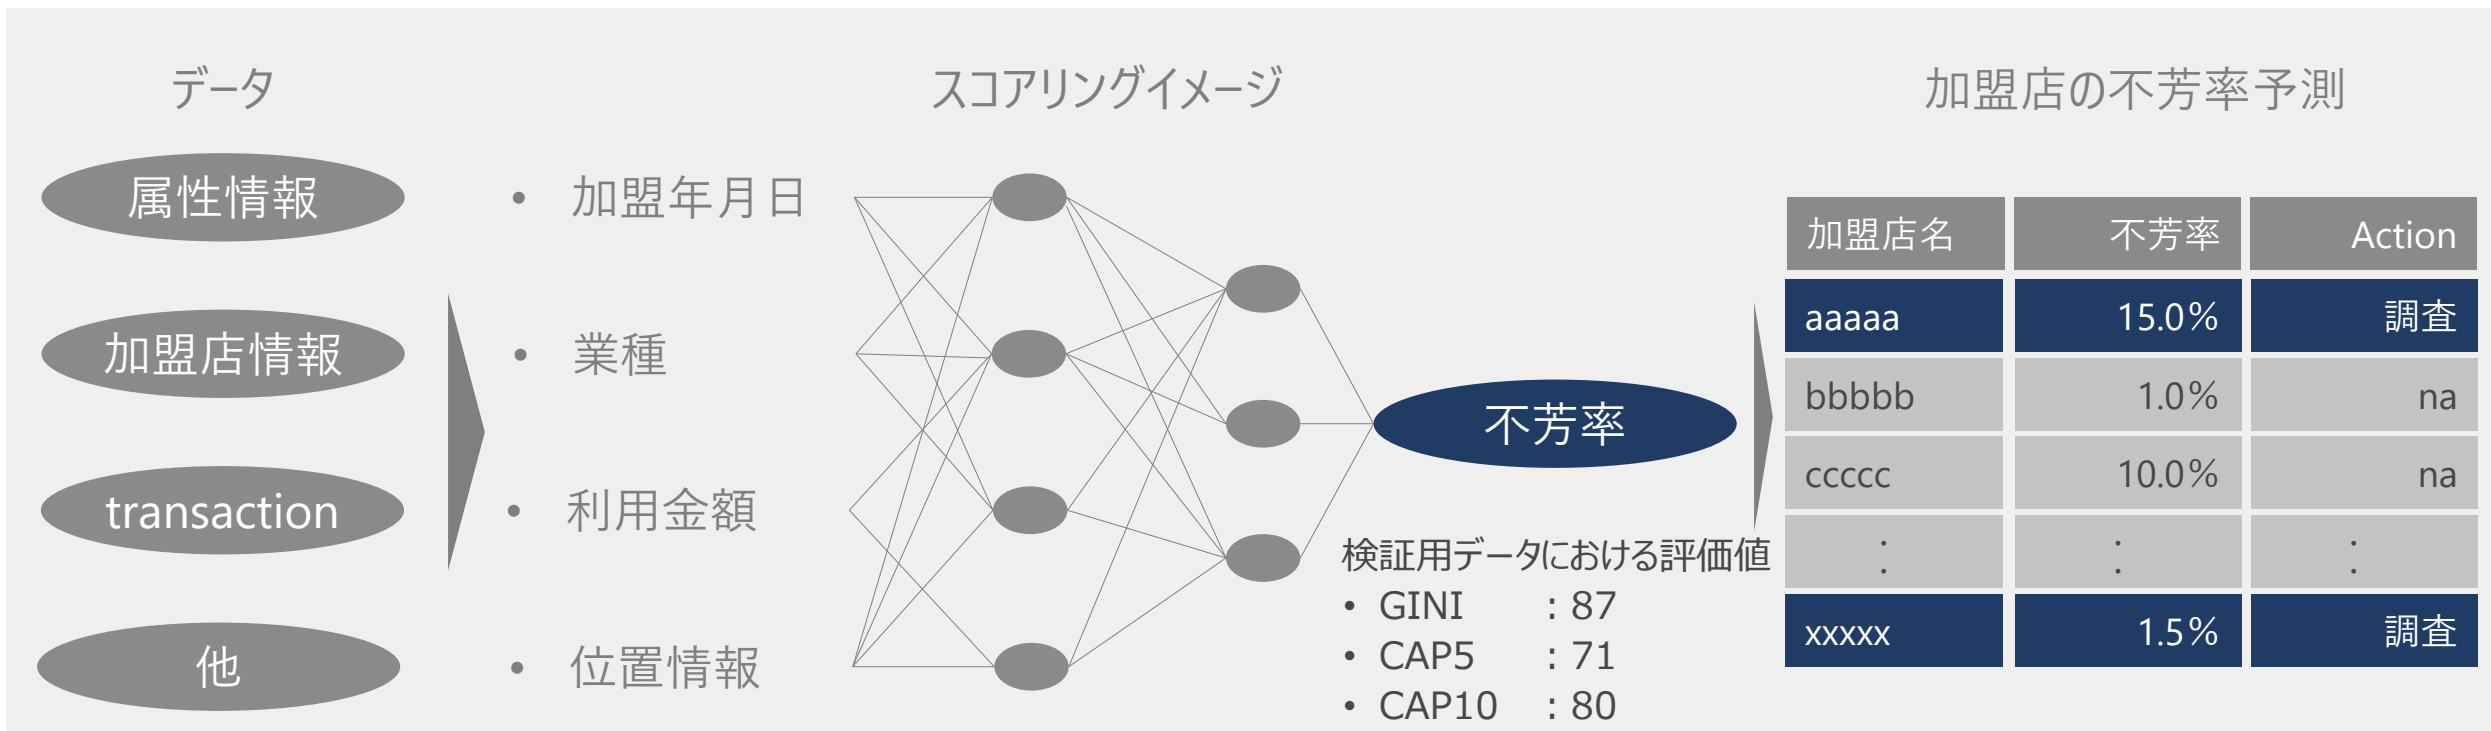 データ
スコアリングイメージ
加盟店の不芳率予測
属性情報
加盟店情報
transaction
他
• 加盟年月日
• 業種
• 利用金額
• 位置情報
不芳率
検証用データにおける評価値
• GINI : 87
• CAP5 : 71
• CAP10 : 80
加盟店名 不芳率 Action
aaaaa 15.0% 調査
bbbbb 1.0% na
ccccc 10.0% na
: : :
xxxxx 1.5% 調査